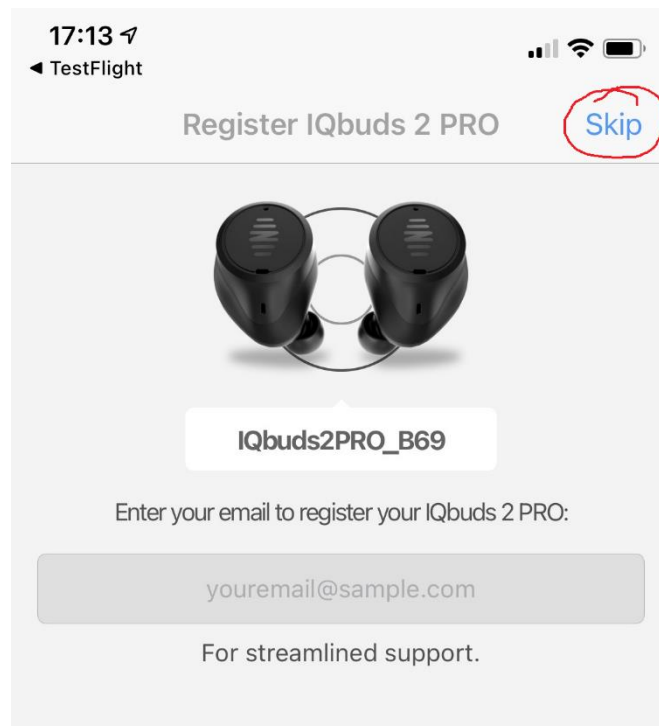 17:13
◀ TestFlight
Register IQbuds 2 PRO
Skip
IQbuds2PRO_B69
Enter your email to register your IQbuds 2 PRO:
youremail@sample.com
For streamlined support.